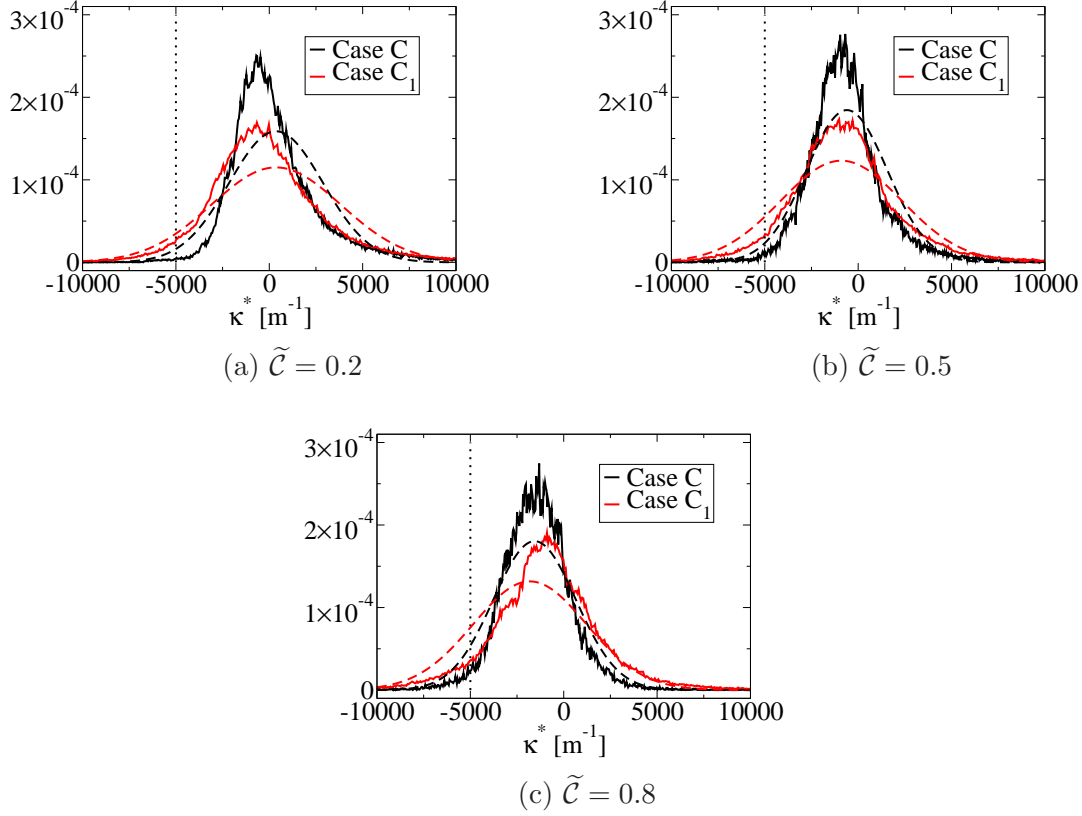 3×10⁻⁴
2×10⁻⁴
1×10⁻⁴
0
-10000 -5000 0 5000 10000
κ* [m⁻¹]
Case C
Case C₁
(a) C̃ = 0.2
3×10⁻⁴
2×10⁻⁴
1×10⁻⁴
0
-10000 -5000 0 5000 10000
κ* [m⁻¹]
Case C
Case C₁
(b) C̃ = 0.5
3×10⁻⁴
2×10⁻⁴
1×10⁻⁴
0
-10000 -5000 0 5000 10000
κ* [m⁻¹]
Case C
Case C₁
(c) C̃ = 0.8